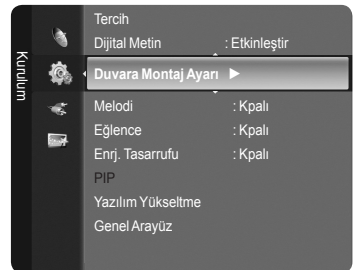 Kurulum
Tercih
Dijital Metin : Etkinleştir
Duvara Montaj Ayarı ►
Melodi : Kpalı
Eğlence : Kpalı
Enrj. Tasarrufu : Kpalı
PIP
Yazılım Yükseltme
Genel Arayüz